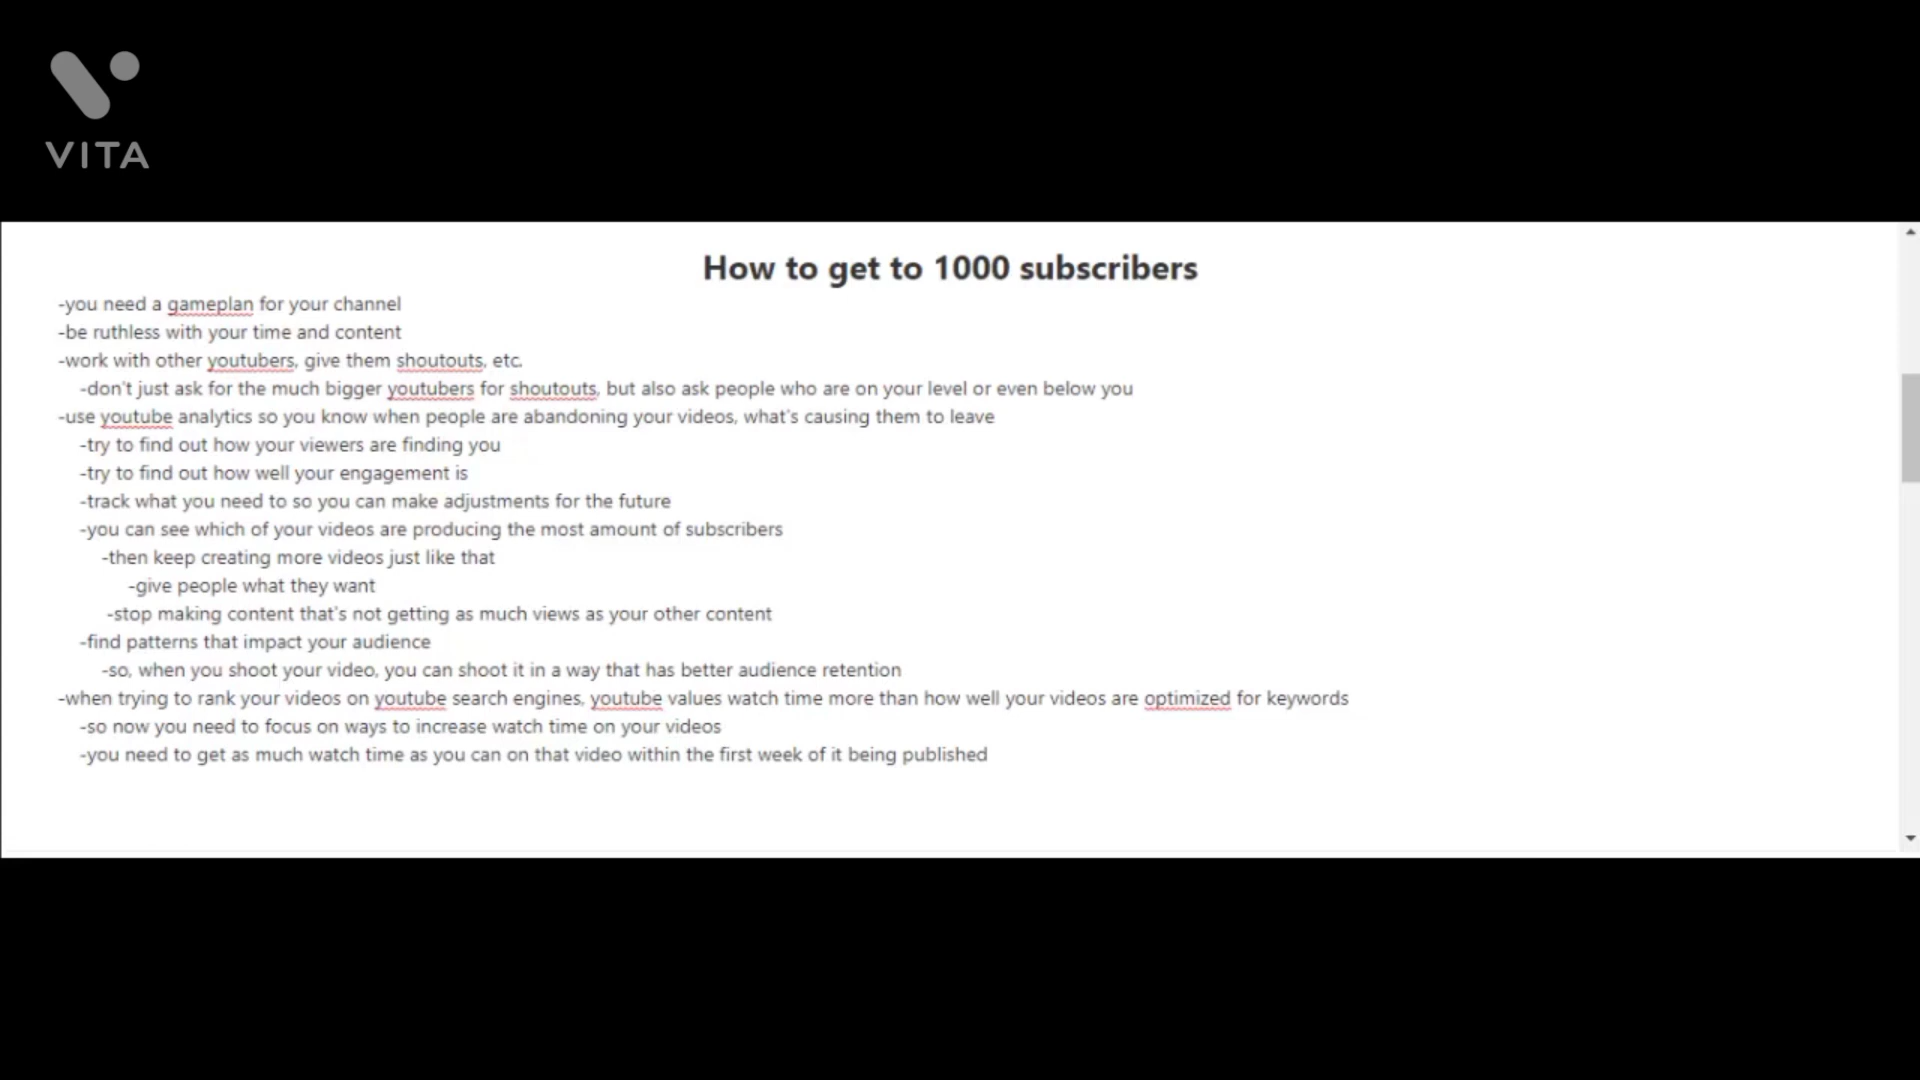 VITA
How to get to 1000 subscribers
-you need a gameplan for your channel
-be ruthless with your time and content
-work with other youtubers, give them shoutouts, etc.
-don't just ask for the much bigger youtubers for shoutouts, but also ask people who are on your level or even below you
-use youtube analytics so you know when people are abandoning your videos, what's causing them to leave
-try to find out how your viewers are finding you
-try to find out how well your engagement is
-track what you need to so you can make adjustments for the future
-you can see which of your videos are producing the most amount of subscribers
-then keep creating more videos just like that
-give people what they want
-stop making content that's not getting as much views as your other content
-find patterns that impact your audience
-so, when you shoot your video, you can shoot it in a way that has better audience retention
-when trying to rank your videos on youtube search engines, youtube values watch time more than how well your videos are optimized for keywords
-so now you need to focus on ways to increase watch time on your videos
-you need to get as much watch time as you can on that video within the first week of it being published